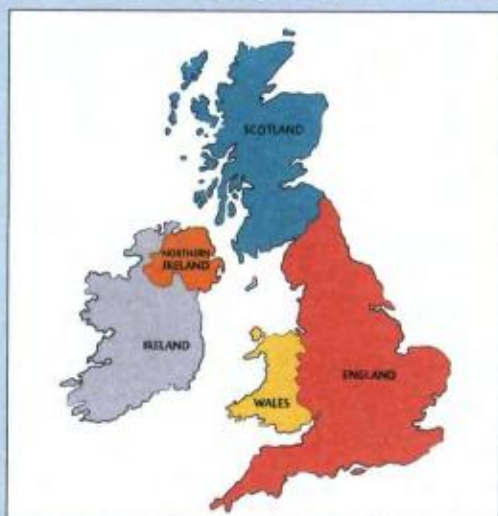 SCOTLAND
NORTHERN
IRELAND
IRELAND
ENGLAND
WALES